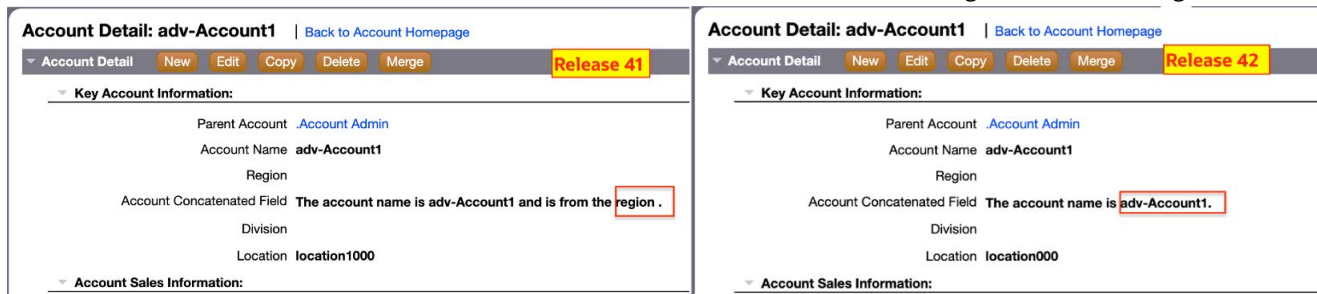 Account Detail: adv-Account1 | Back to Account Homepage
Account Detail New Edit Copy Delete Merge Release 41
Key Account Information:
Parent Account .Account Admin
Account Name adv-Account1
Region
Account Concatenated Field The account name is adv-Account1 and is from the region .
Division
Location location1000
Account Sales Information:
Account Detail: adv-Account1 | Back to Account Homepage
Account Detail New Edit Copy Delete Merge Release 42
Key Account Information:
Parent Account .Account Admin
Account Name adv-Account1
Region
Account Concatenated Field The account name is adv-Account1.
Division
Location location000
Account Sales Information: